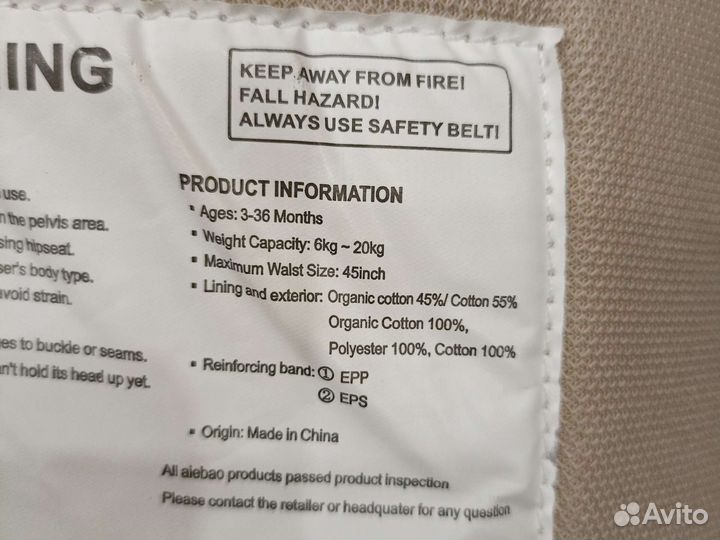 ING
use.
n the pelvis area.
sing hipseat.
ser's body type.
avoid strain.
es to buckle or seams.
n't hold its head up yet.
KEEP AWAY FROM FIRE!
FALL HAZARD!
ALWAYS USE SAFETY BELT!
PRODUCT INFORMATION
• Ages: 3-36 Months
• Weight Capacity: 6kg ~ 20kg
• Maximum Walst Size: 45inch
• Lining and exterior: Organic cotton 45%/ Cotton 55%
Organic Cotton 100%,
Polyester 100%, Cotton 100%
• Reinforcing band: ① EPP
② EPS
• Origin: Made in China
All aiebao products passed product inspection
Please contact the retailer or headquater for any question
Avito